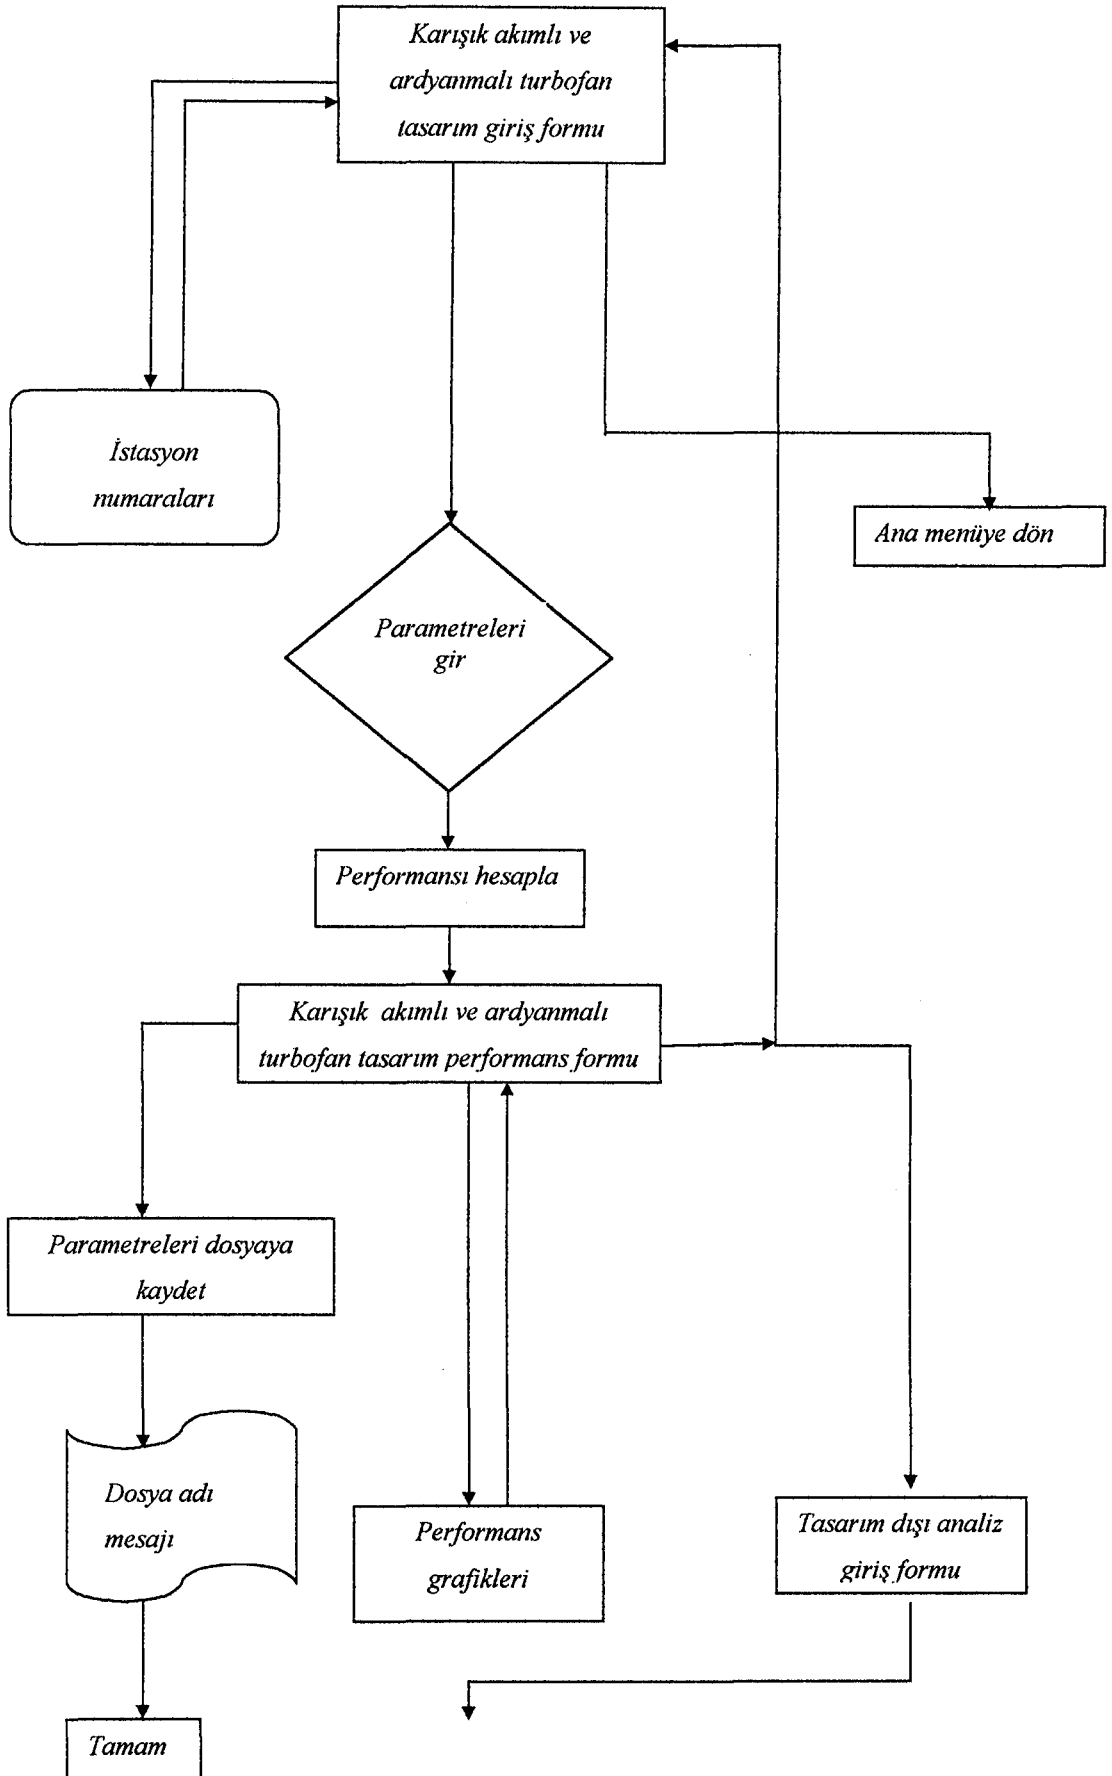 Karışık akımlı ve
ardyanmalı turbofan
tasarım giriş formu
İstasyon
numaraları
Ana menüye dön
Parametreleri
gir
Performansı hesapla
Karışık akımlı ve ardyanmalı
turbofan tasarım performans formu
Parametreleri dosyaya
kaydet
Dosya adı
mesajı
Performans
grafikleri
Tasarım dışı analiz
giriş formu
Tamam